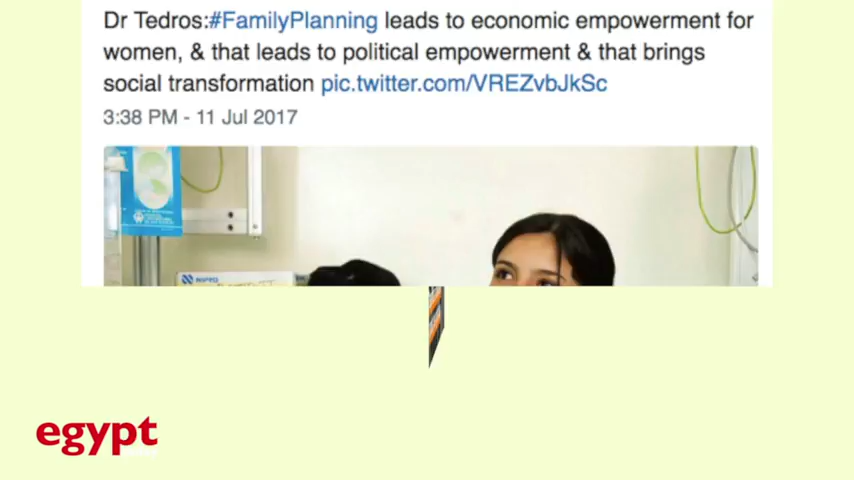 Dr Tedros:#FamilyPlanning leads to economic empowerment for
women, & that leads to political empowerment & that brings
social transformation pic.twitter.com/VREZvbJkSc
3:38 PM - 11 Jul 2017
NIPRO
egypt